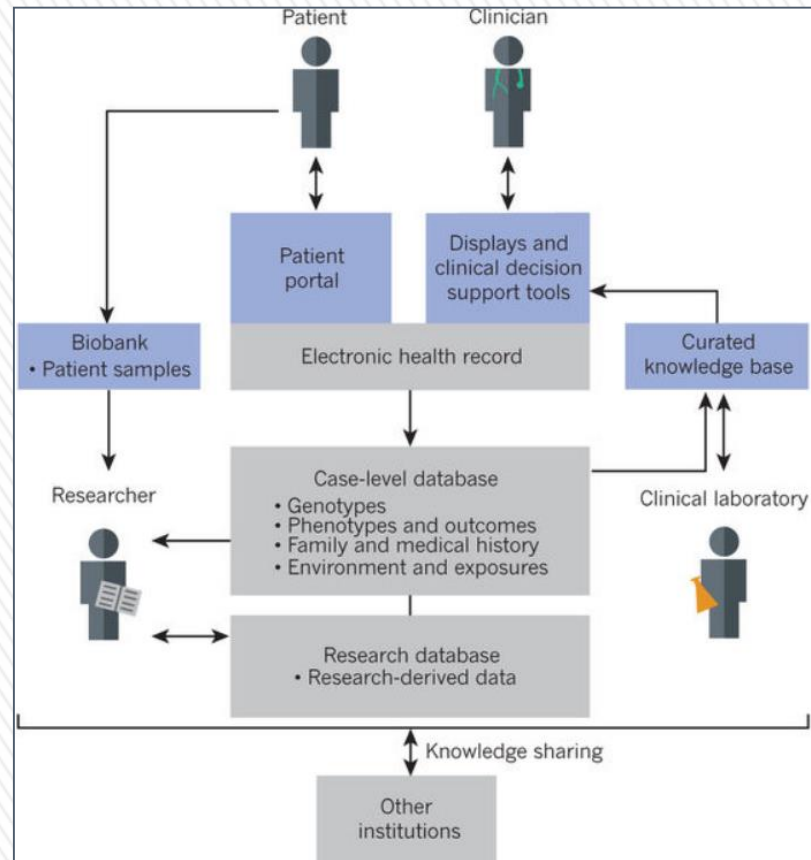 Patient
Clinician
Patient
portal
Displays and
clinical decision
support tools
Biobank
• Patient samples
Electronic health record
Curated
knowledge base
Case-level database
• Genotypes
• Phenotypes and outcomes
• Family and medical history
• Environment and exposures
Researcher
Clinical laboratory
Research database
• Research-derived data
Knowledge sharing
Other
institutions